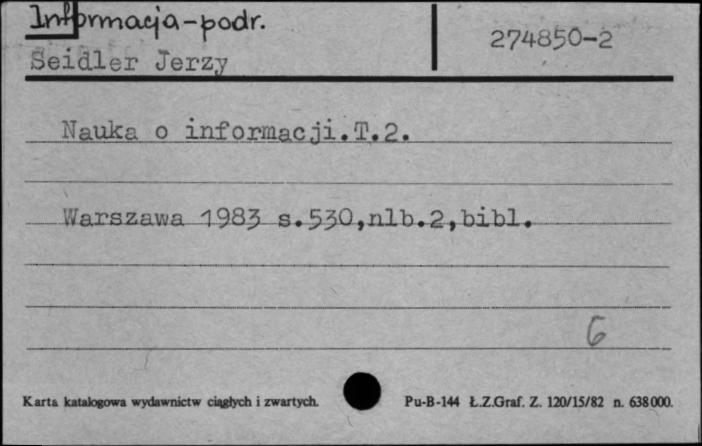 Informacja-podr.
274850-2
Seidler Jerzy
Nauka o informacji.T.2.
Warszawa 1983 s.530,nlb.2,bibl.
6
Karta katalogowa wydawnictw ciągłych i zwartych.
Pu-B-144 Ł.Z.Graf. Z. 120/15/82 n. 638000.